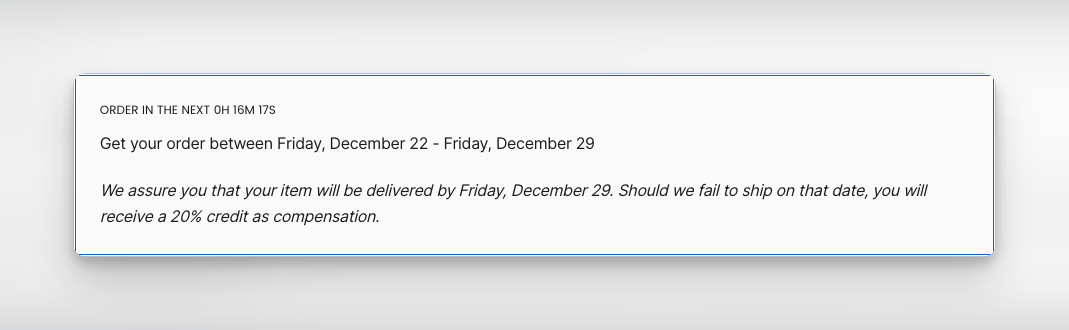 ORDER IN THE NEXT 0H 16M 17S
Get your order between Friday, December 22 - Friday, December 29
We assure you that your item will be delivered by Friday, December 29. Should we fail to ship on that date, you will
receive a 20% credit as compensation.